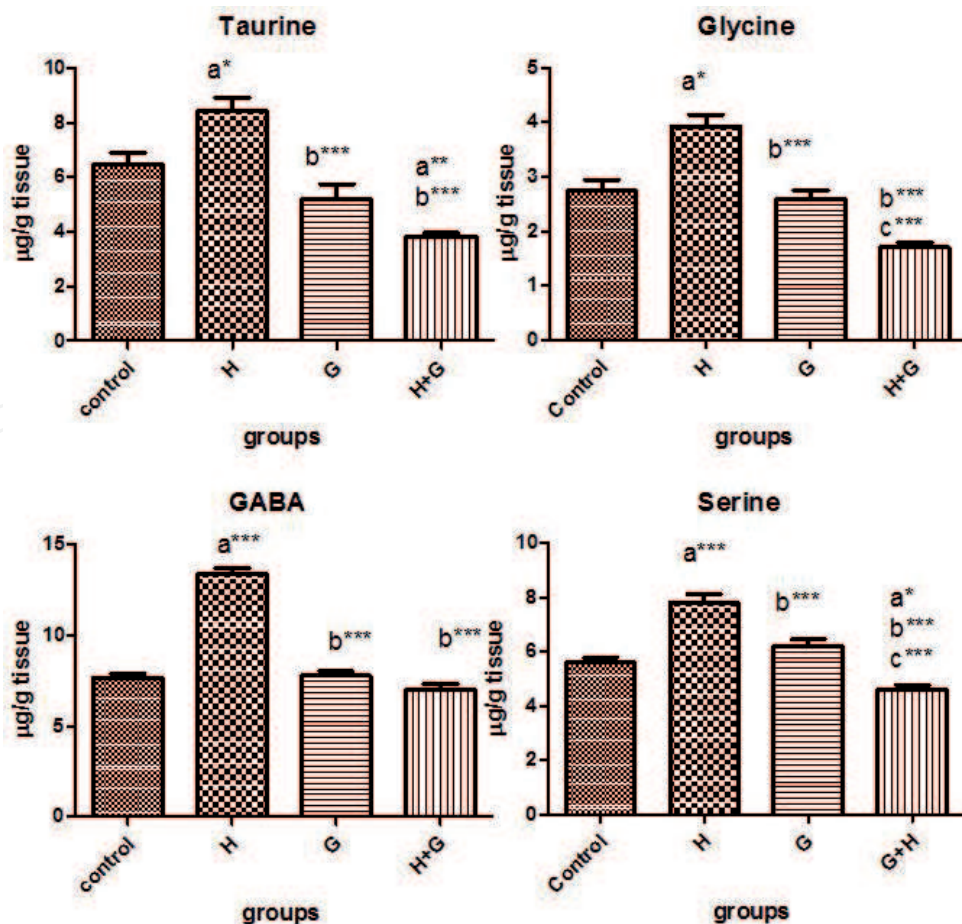 Taurine
10
8
6
4
2
0
µg/g tissue
a*
b***
a**
b***
control
H
G
H+G
groups
Glycine
5
4
3
2
1
0
µg/g tissue
a*
b***
b***
c***
Control
H
G
H+G
groups
GABA
15
10
5
0
µg/g tissue
a***
b***
b***
control
H
G
H+G
groups
Serine
10
8
6
4
2
0
µg/g tissue
a***
b***
a*
b***
c***
Control
H
G
G+H
groups